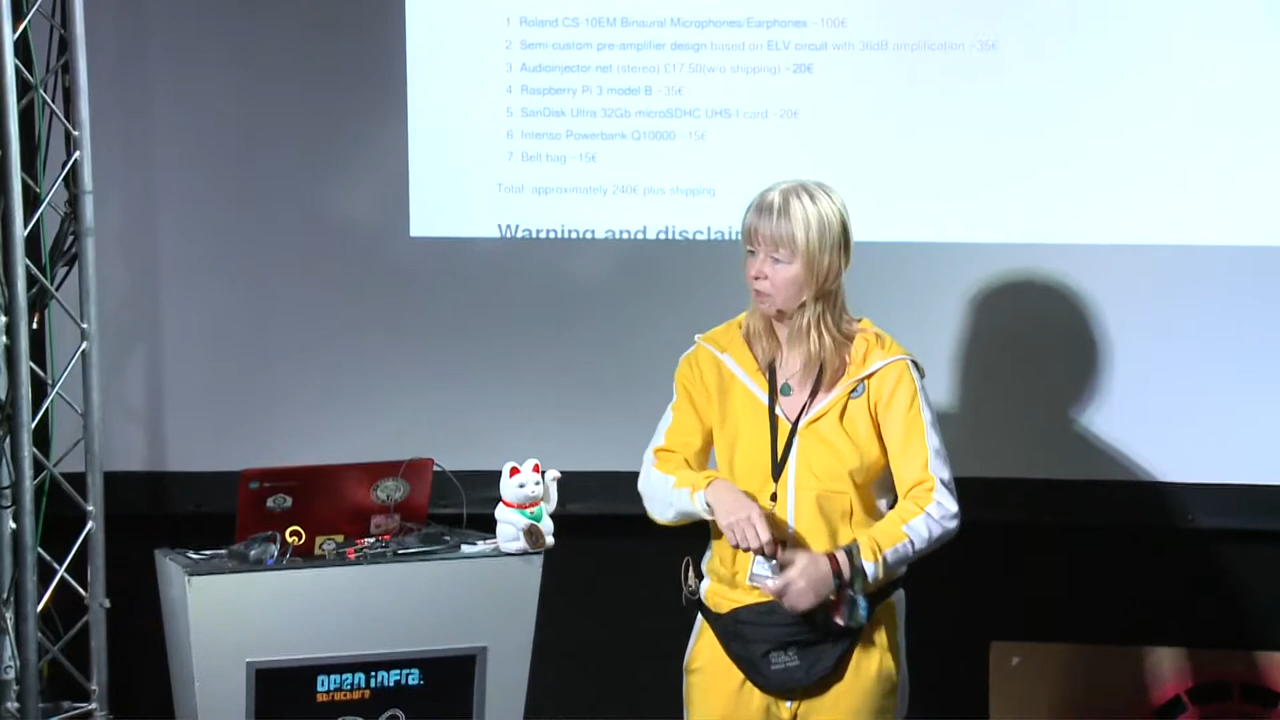 1 Roland CS-10EM Binaural Microphones/Earphones ~100€
2. Semi-custom pre-amplifier design based on ELV circuit with 36dB amplification ~35€
3 Audioinjector.net (stereo) £17.50(w/o shipping) ~20€
4 Raspberry Pi 3 model B ~35€
5 SanDisk Ultra 32Gb microSDHC UHS-I card ~20€
6 Intenso Powerbank Q10000 ~15€
7 Belt bag ~15€
Total: approximately 240€ plus shipping
Warning and disclaim
open infra.
structure